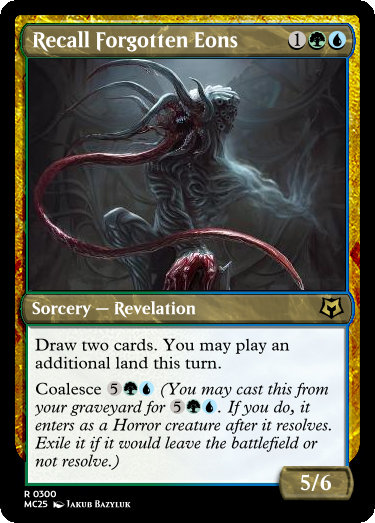 Recall Forgotten Eons 1
Sorcery — Revelation
Draw two cards. You may play an
additional land this turn.
Coalesce 5 (You may cast this from
your graveyard for 5. If you do, it
enters as a Horror creature after it resolves.
Exile it if it would leave the battlefield or
not resolve.)
5/6
R 0300
MC25 Jakub Bazyluk